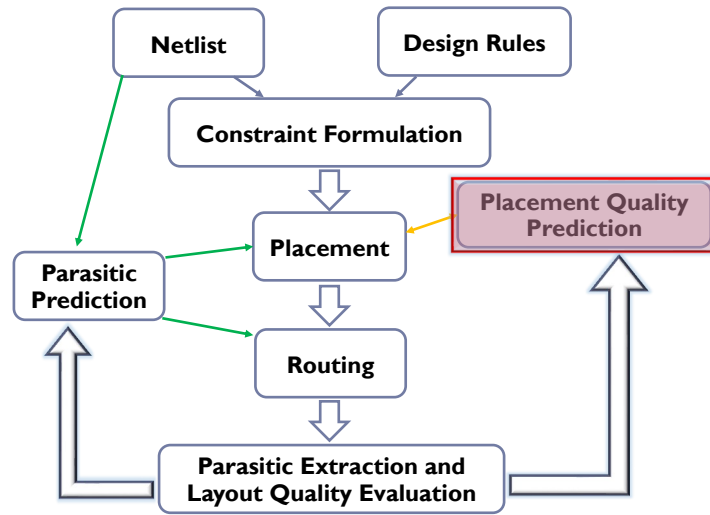 Netlist
Design Rules
Constraint Formulation
Placement Quality
Prediction
Placement
Parasitic
Prediction
Routing
Parasitic Extraction and
Layout Quality Evaluation